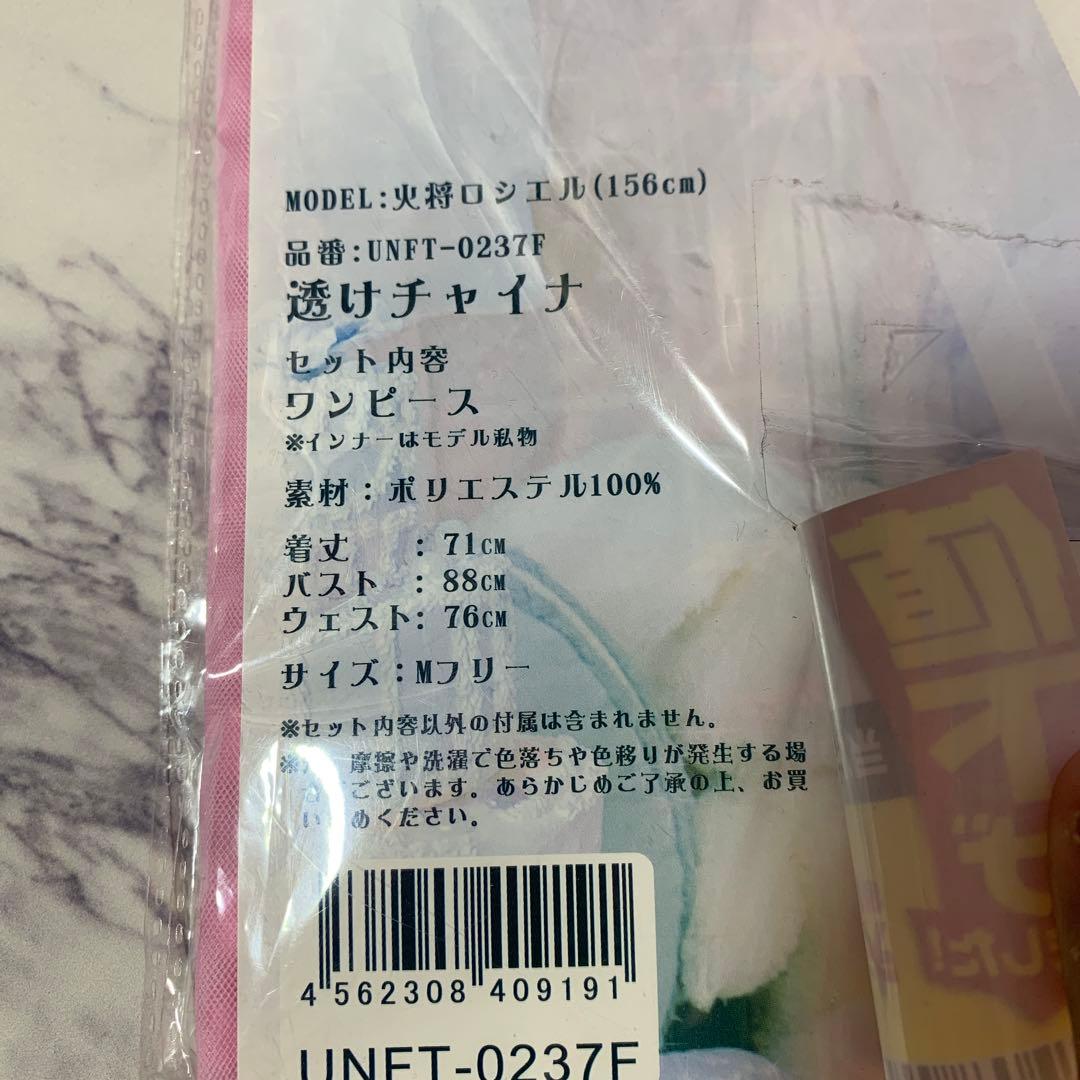 MODEL:火将ロシエル(156cm)
品番:UNFT-0237F
透けチャイナ
セット内容
ワンピース
※インナーはモデル私物
素材：ポリエステル100%
着丈 : 71CM
バスト : 88CM
ウェスト: 76CM
サイズ:Mフリー
※セット内容以外の付属は含まれません。
※ 摩擦や洗濯で色落ちや色移りが発生する場
ございます。あらかじめご了承の上、お買
い めください。
4 562308 409191
UNFT-0237F
値下げ
した!